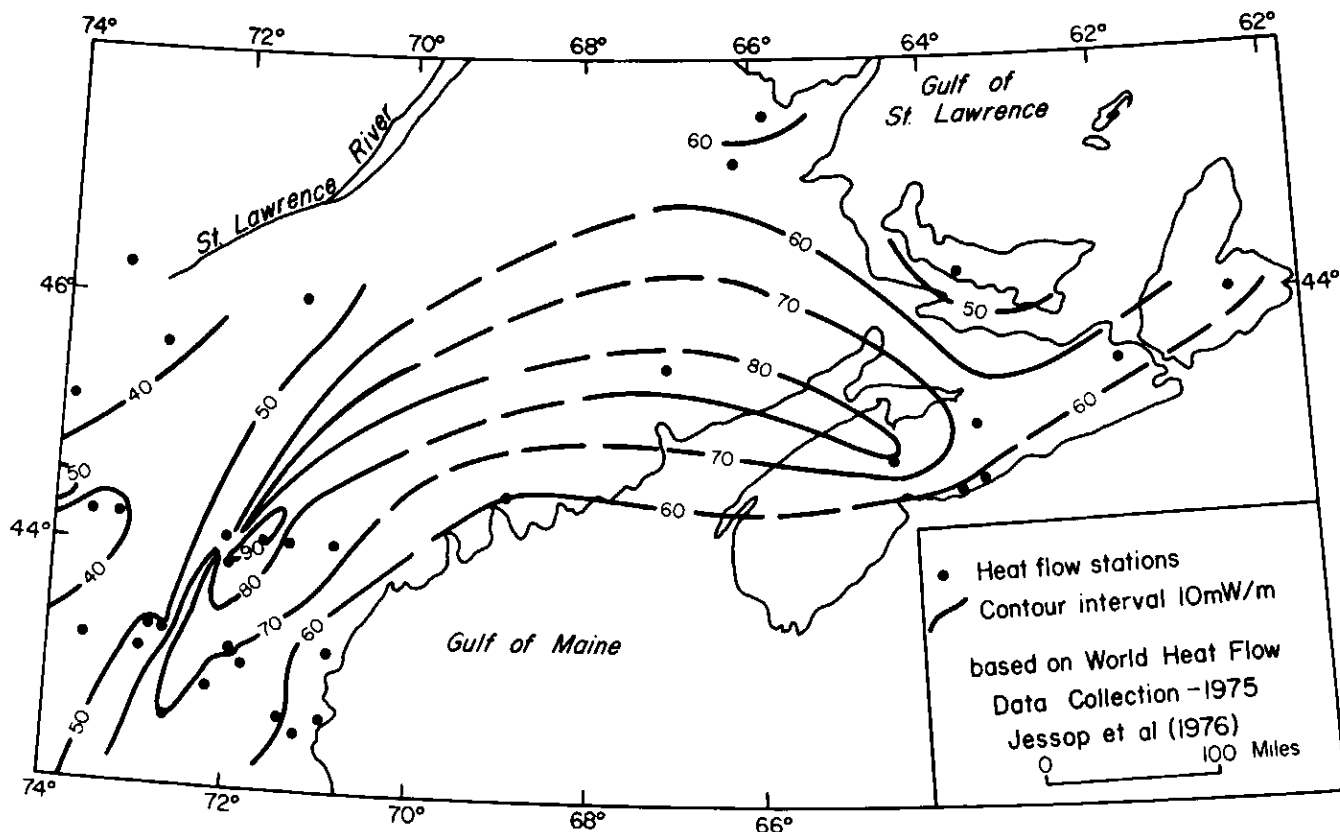 74° 72° 70° 68° 66° 64° 62° 62°
Gulf of
St. Lawrence
60
River
St. Lawrence
60
46°
44°
50
70
40
50
80
60
50
70
44°
60
90
40
80
Heat flow stations
Contour interval 10mW/m
70
60
Gulf of Maine
based on World Heat Flow
Data Collection - 1975
Jessop et al (1976)
50
0 100 Miles
74° 72° 70° 68° 66°